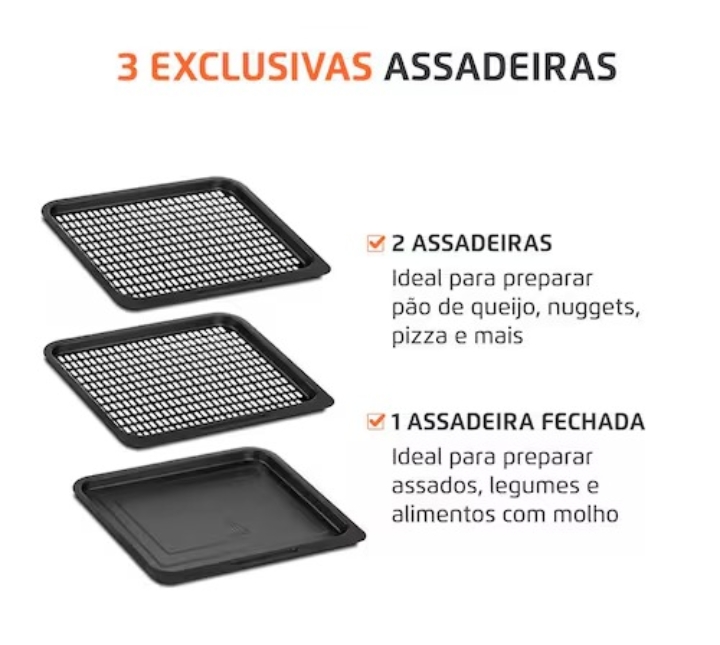 3 EXCLUSIVAS ASSADEIRAS
2 ASSADEIRAS
Ideal para preparar
pão de queijo, nuggets,
pizza e mais
1 ASSADEIRA FECHADA
Ideal para preparar
assados, legumes e
alimentos com molho